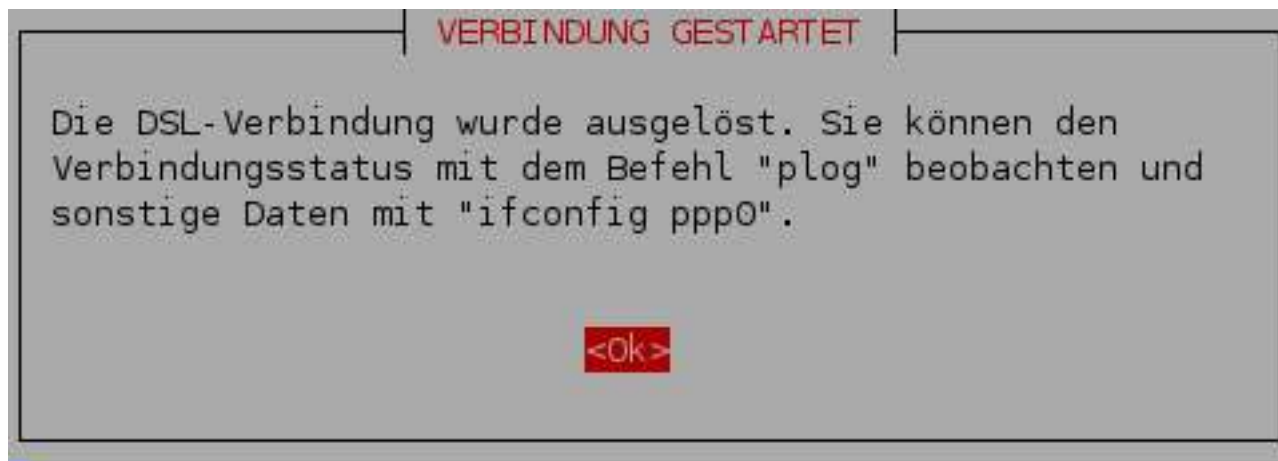 VERBINDUNG GESTARTET
Die DSL-Verbindung wurde ausgelöst. Sie können den
Verbindungsstatus mit dem Befehl "plog" beobachten und
sonstige Daten mit "ifconfig ppp0".
<Ok>